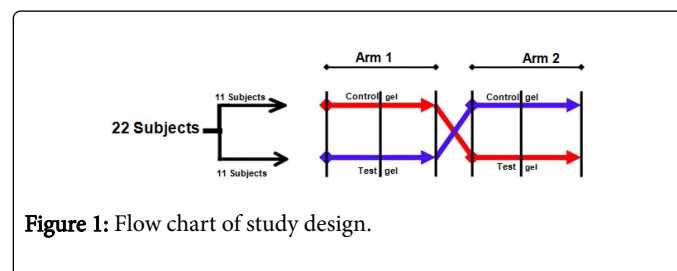 Arm 1 Arm 2
11 Subjects Control gel Control gel
22 Subjects
11 Subjects Test gel Test gel
Figure 1: Flow chart of study design.